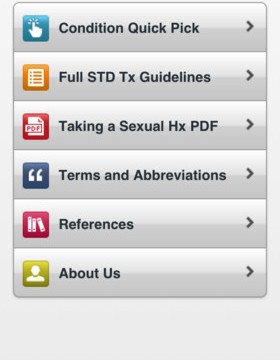 Condition Quick Pick
Full STD Tx Guidelines
PDF Taking a Sexual Hx PDF
Terms and Abbreviations
References
About Us